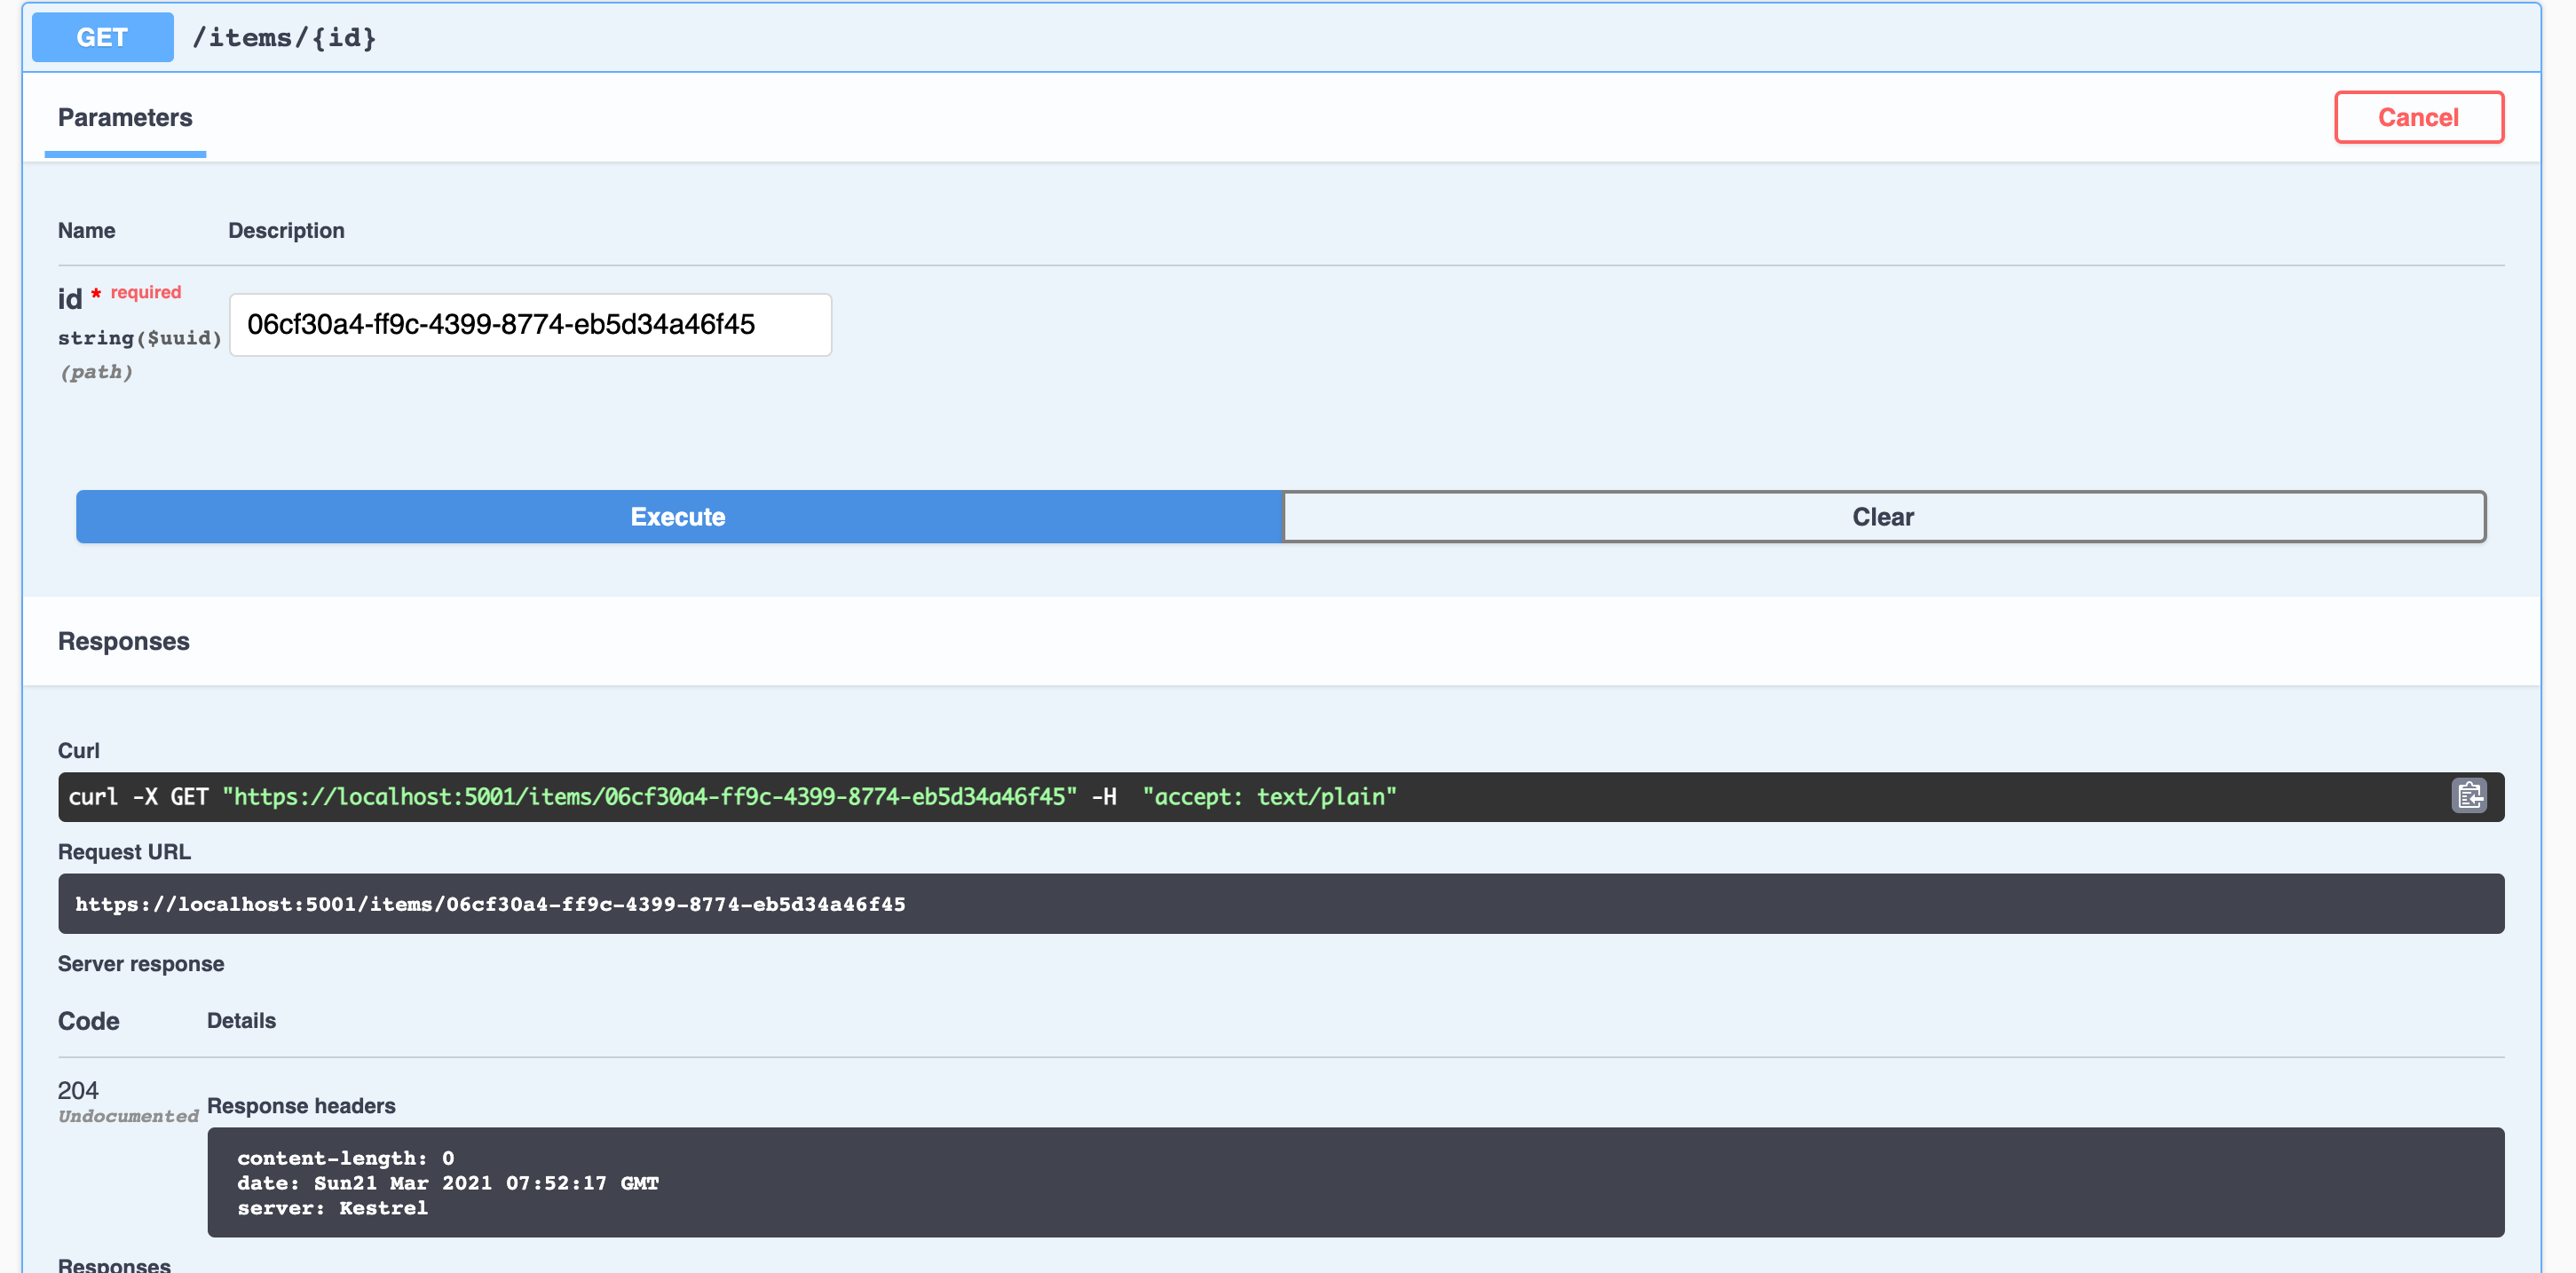 GET /items/{id}
Parameters
Cancel
Name Description
id * required
string($uuid)
(path)
06cf30a4-ff9c-4399-8774-eb5d34a46f45
Execute
Clear
Responses
Curl
curl -X GET "https://localhost:5001/items/06cf30a4-ff9c-4399-8774-eb5d34a46f45" -H  "accept: text/plain"
Request URL
https://localhost:5001/items/06cf30a4-ff9c-4399-8774-eb5d34a46f45
Server response
Code Details
204
Undocumented
Response headers
content-length: 0
date: Sun21 Mar 2021 07:52:17 GMT
server: Kestrel
Responses